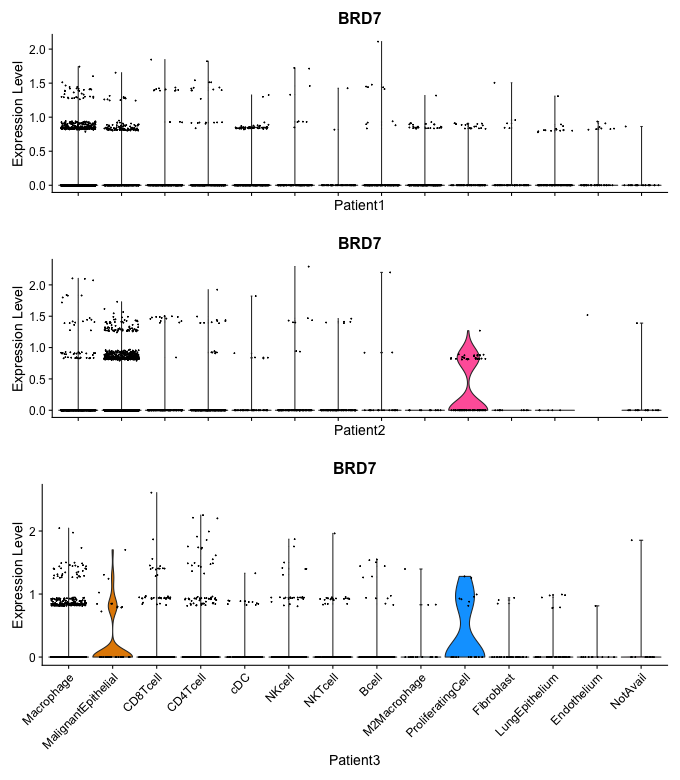 BRD7
Expression Level
2.0
1.5
1.0
0.5
0.0
Patient1
BRD7
Expression Level
2.0
1.5
1.0
0.5
0.0
Patient2
BRD7
Expression Level
2
1
0
Macrophage
MalignantEpithelial
CD8Tcell
CD4Tcell
cDC
NKcell
NKTcell
Bcell
M2Macrophage
ProliferatingCell
Fibroblast
LungEpithelium
Endothelium
NotAvail
Patient3